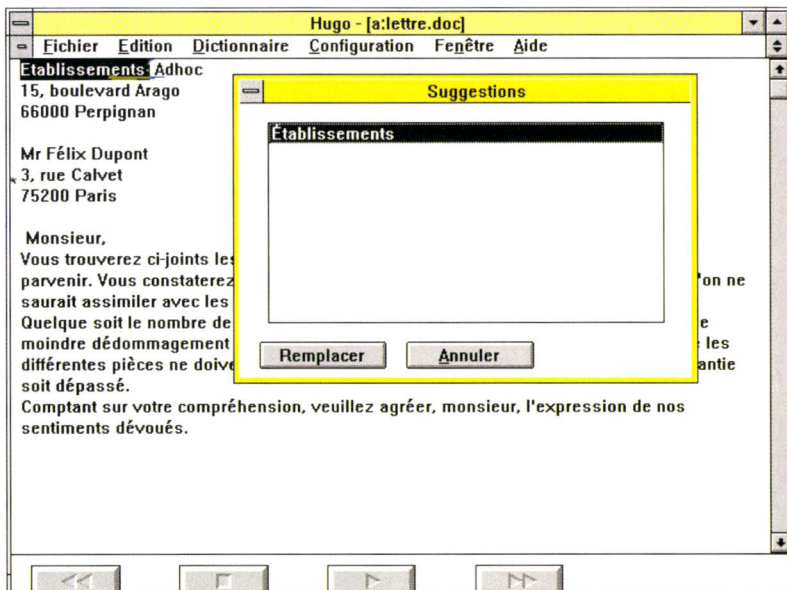 Hugo - [a:lettre.doc]
Fichier Edition Dictionnaire Configuration Fenêtre Aide
Etablissements Adhoc
15, boulevard Arago
66000 Perpignan
Mr Félix Dupont
3, rue Calvet
75200 Paris
Monsieur,
Vous trouverez ci-joints
parvenir. Vous constaterez 'on ne
saurait assimiler avec les
Quelque soit le nombre de
moindre dédommagement les
différentes pièces ne
soit dépassé.
Comptant sur votre compréhension, veuillez agréer, monsieur, l'expression de nos
sentiments dévoués.
Suggestions
Établissements
Remplacer Annuler